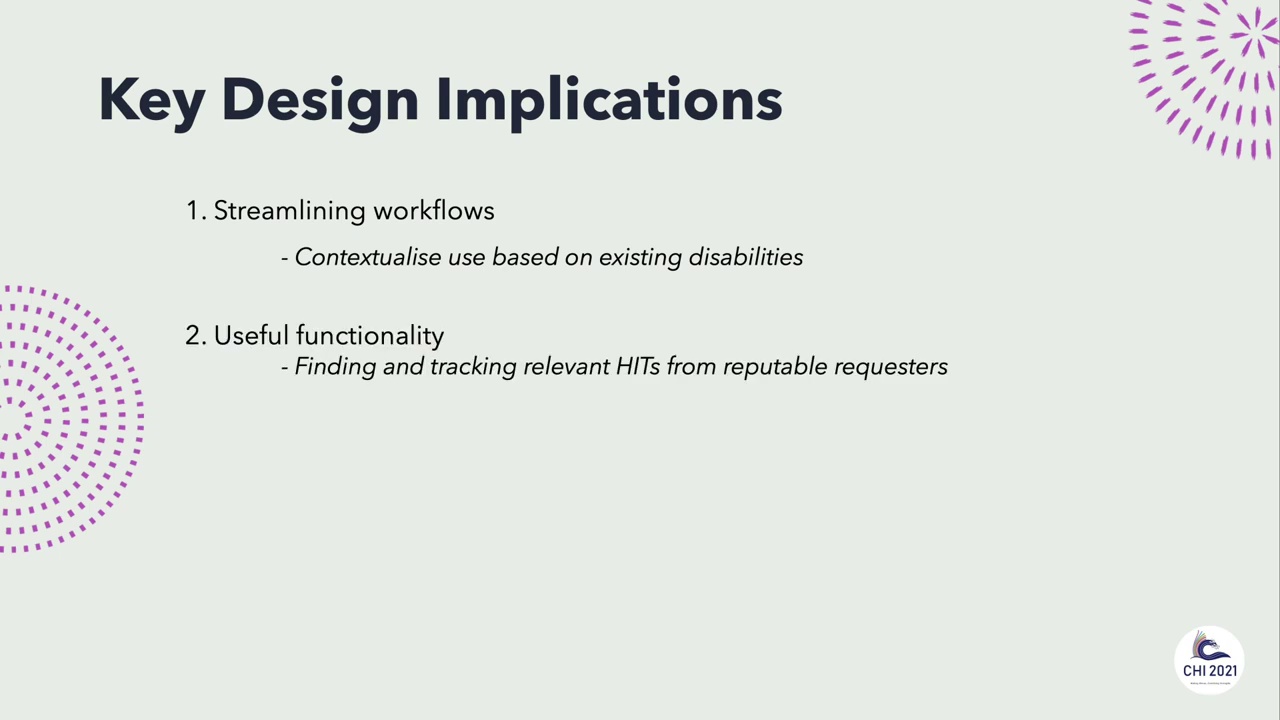 Key Design Implications
1. Streamlining workflows
- Contextualise use based on existing disabilities
2. Useful functionality
- Finding and tracking relevant HITs from reputable requesters
CHI 2021